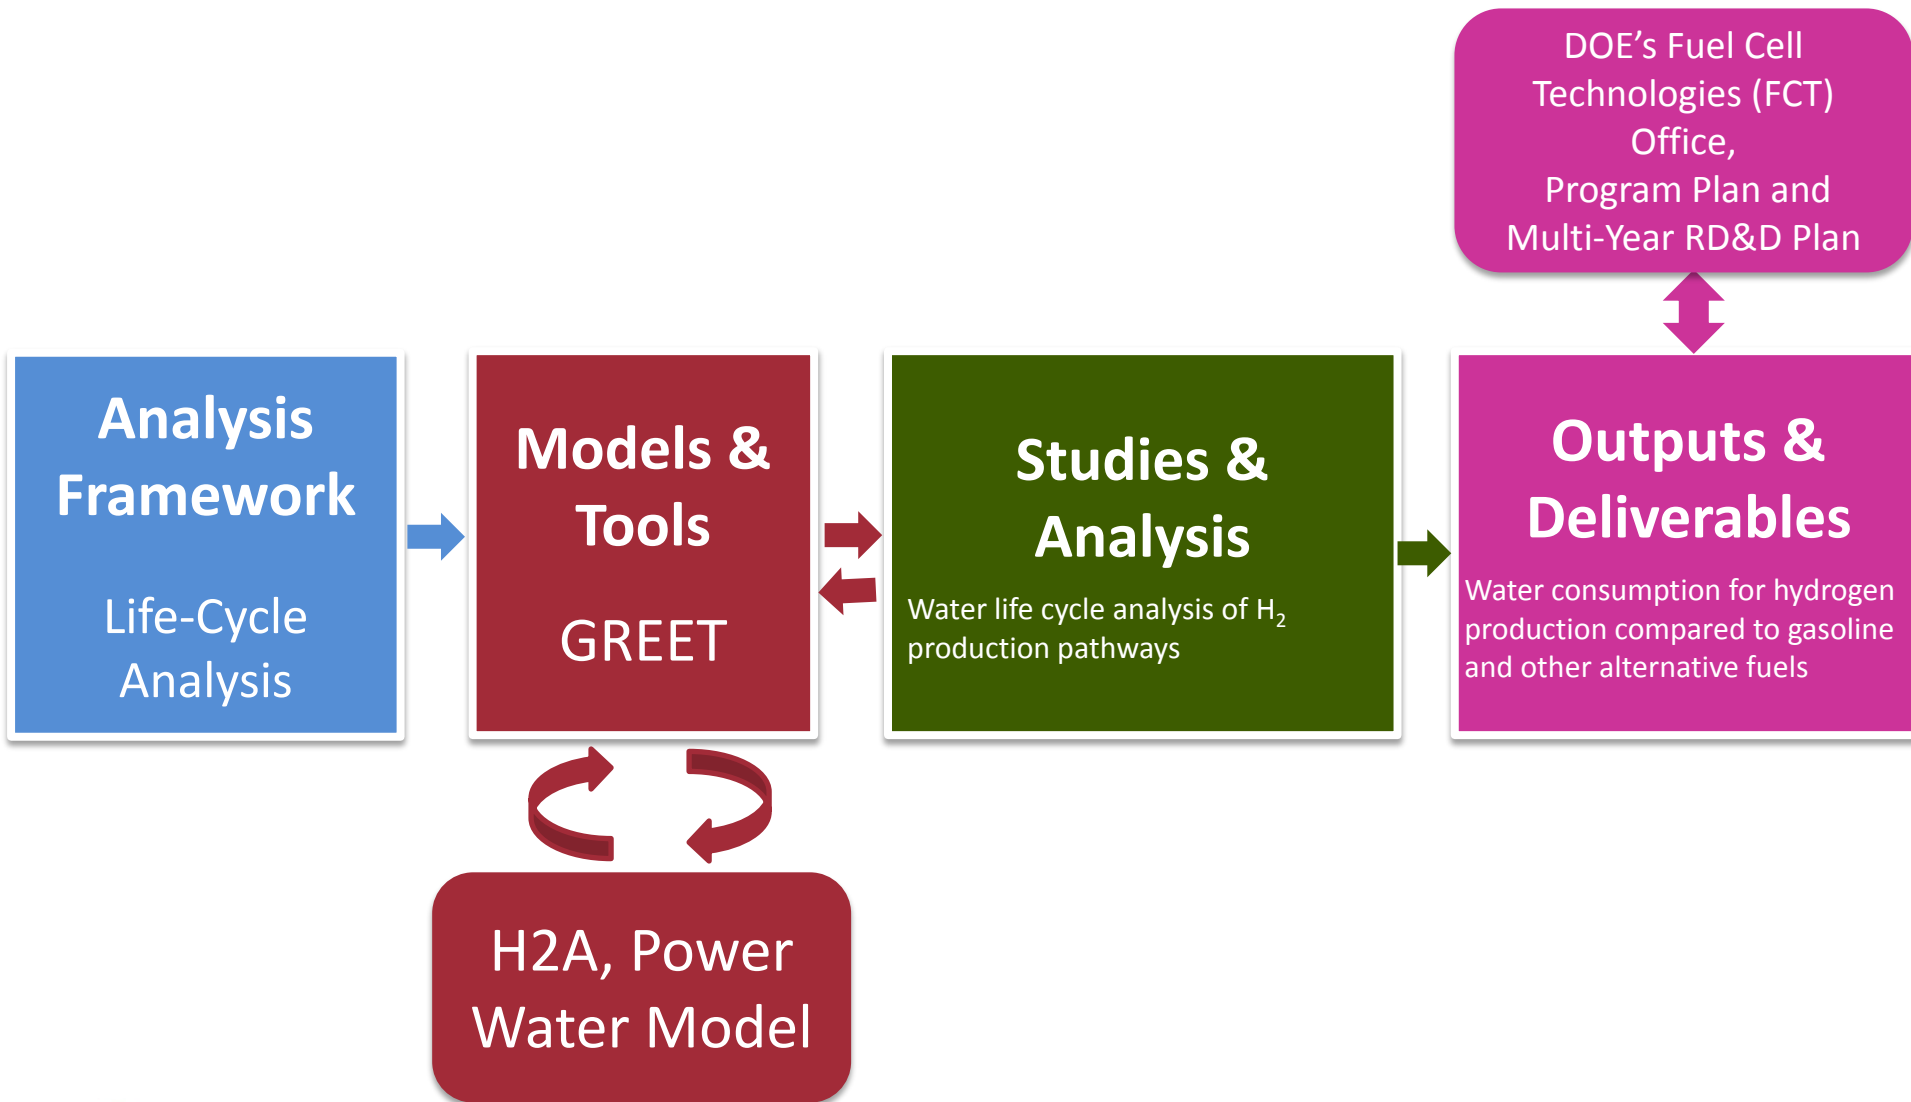 DOE’s Fuel Cell
Technologies (FCT)
Office,
Program Plan and
Multi-Year RD&D Plan
Analysis
Framework
Life-Cycle
Analysis
Models &
Tools
GREET
Studies &
Analysis
Water life cycle analysis of H₂
production pathways
Outputs &
Deliverables
Water consumption for hydrogen
production compared to gasoline
and other alternative fuels
H2A, Power
Water Model